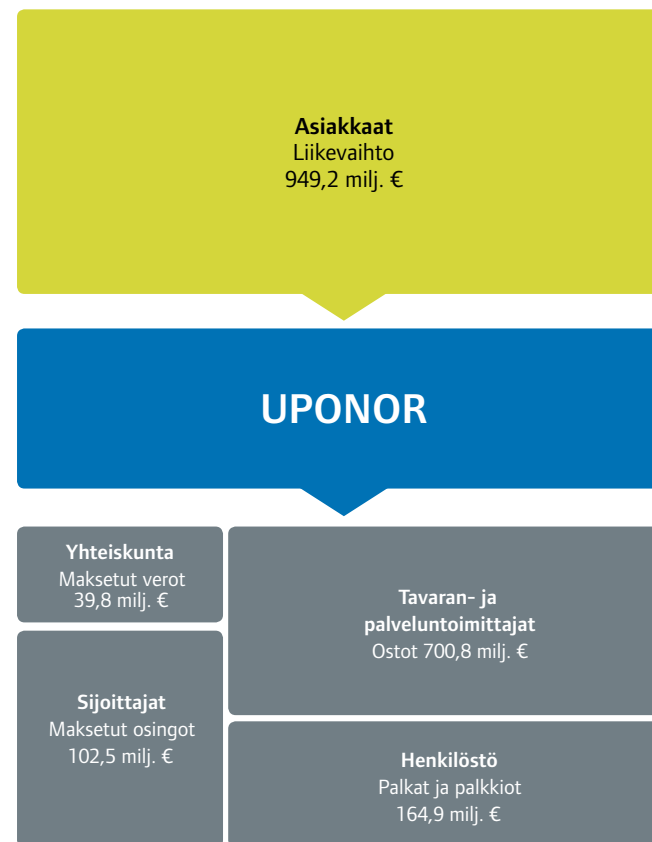 Asiakkaat
Liikevaihto
949,2 milj. €
UPONOR
Yhteiskunta
Maksetut verot
39,8 milj. €
Sijoittajat
Maksetut osingot
102,5 milj. €
Tavaran- ja
palveluntoimittajat
Ostot 700,8 milj. €
Henkilöstö
Palkat ja palkkiot
164,9 milj. €